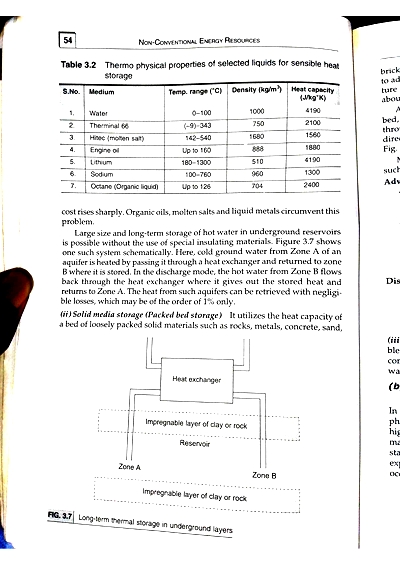 54
NON-CONVENTIONAL ENERGY RESOURCES
Table 3.2 Thermo physical properties of selected liquids for sensible heat
storage
S.No. Medium Temp. range (°C) Density (kg/m³) Heat capacity
(J/kg°K)
1. Water 0–100 1000 4190
2. Therminal 66 (-9)–343 750 2100
3. Hitec (molten salt) 142–540 1680 1560
4. Engine oil Up to 160 888 1880
5. Lithium 180–1300 510 4190
6. Sodium 100–760 960 1300
7. Octane (Organic liquid) Up to 126 704 2400
cost rises sharply. Organic oils, molten salts and liquid metals circumvent this
problem.
Large size and long-term storage of hot water in underground reservoirs
is possible without the use of special insulating materials. Figure 3.7 shows
one such system schematically. Here, cold ground water from Zone A of an
aquifer is heated by passing it through a heat exchanger and returned to zone
B where it is stored. In the discharge mode, the hot water from Zone B flows
back through the heat exchanger where it gives out the stored heat and
returns to Zone A. The heat from such aquifers can be retrieved with negligi-
ble losses, which may be of the order of 1% only.
(ii) Solid media storage (Packed bed storage) It utilizes the heat capacity of
a bed of loosely packed solid materials such as rocks, metals, concrete, sand,
Heat exchanger
Impregnable layer of clay or rock
Reservoir
Zone A
Zone B
Impregnable layer of clay or rock
FIG. 3.7 Long-term thermal storage in underground layers
brick
to ad
ture
abou
A
bed,
thro
direc
Fig.
such
Adv
Dis
(iii
ble
cor
wa
(b
In
ph
hig
ma
sta
exp
occ